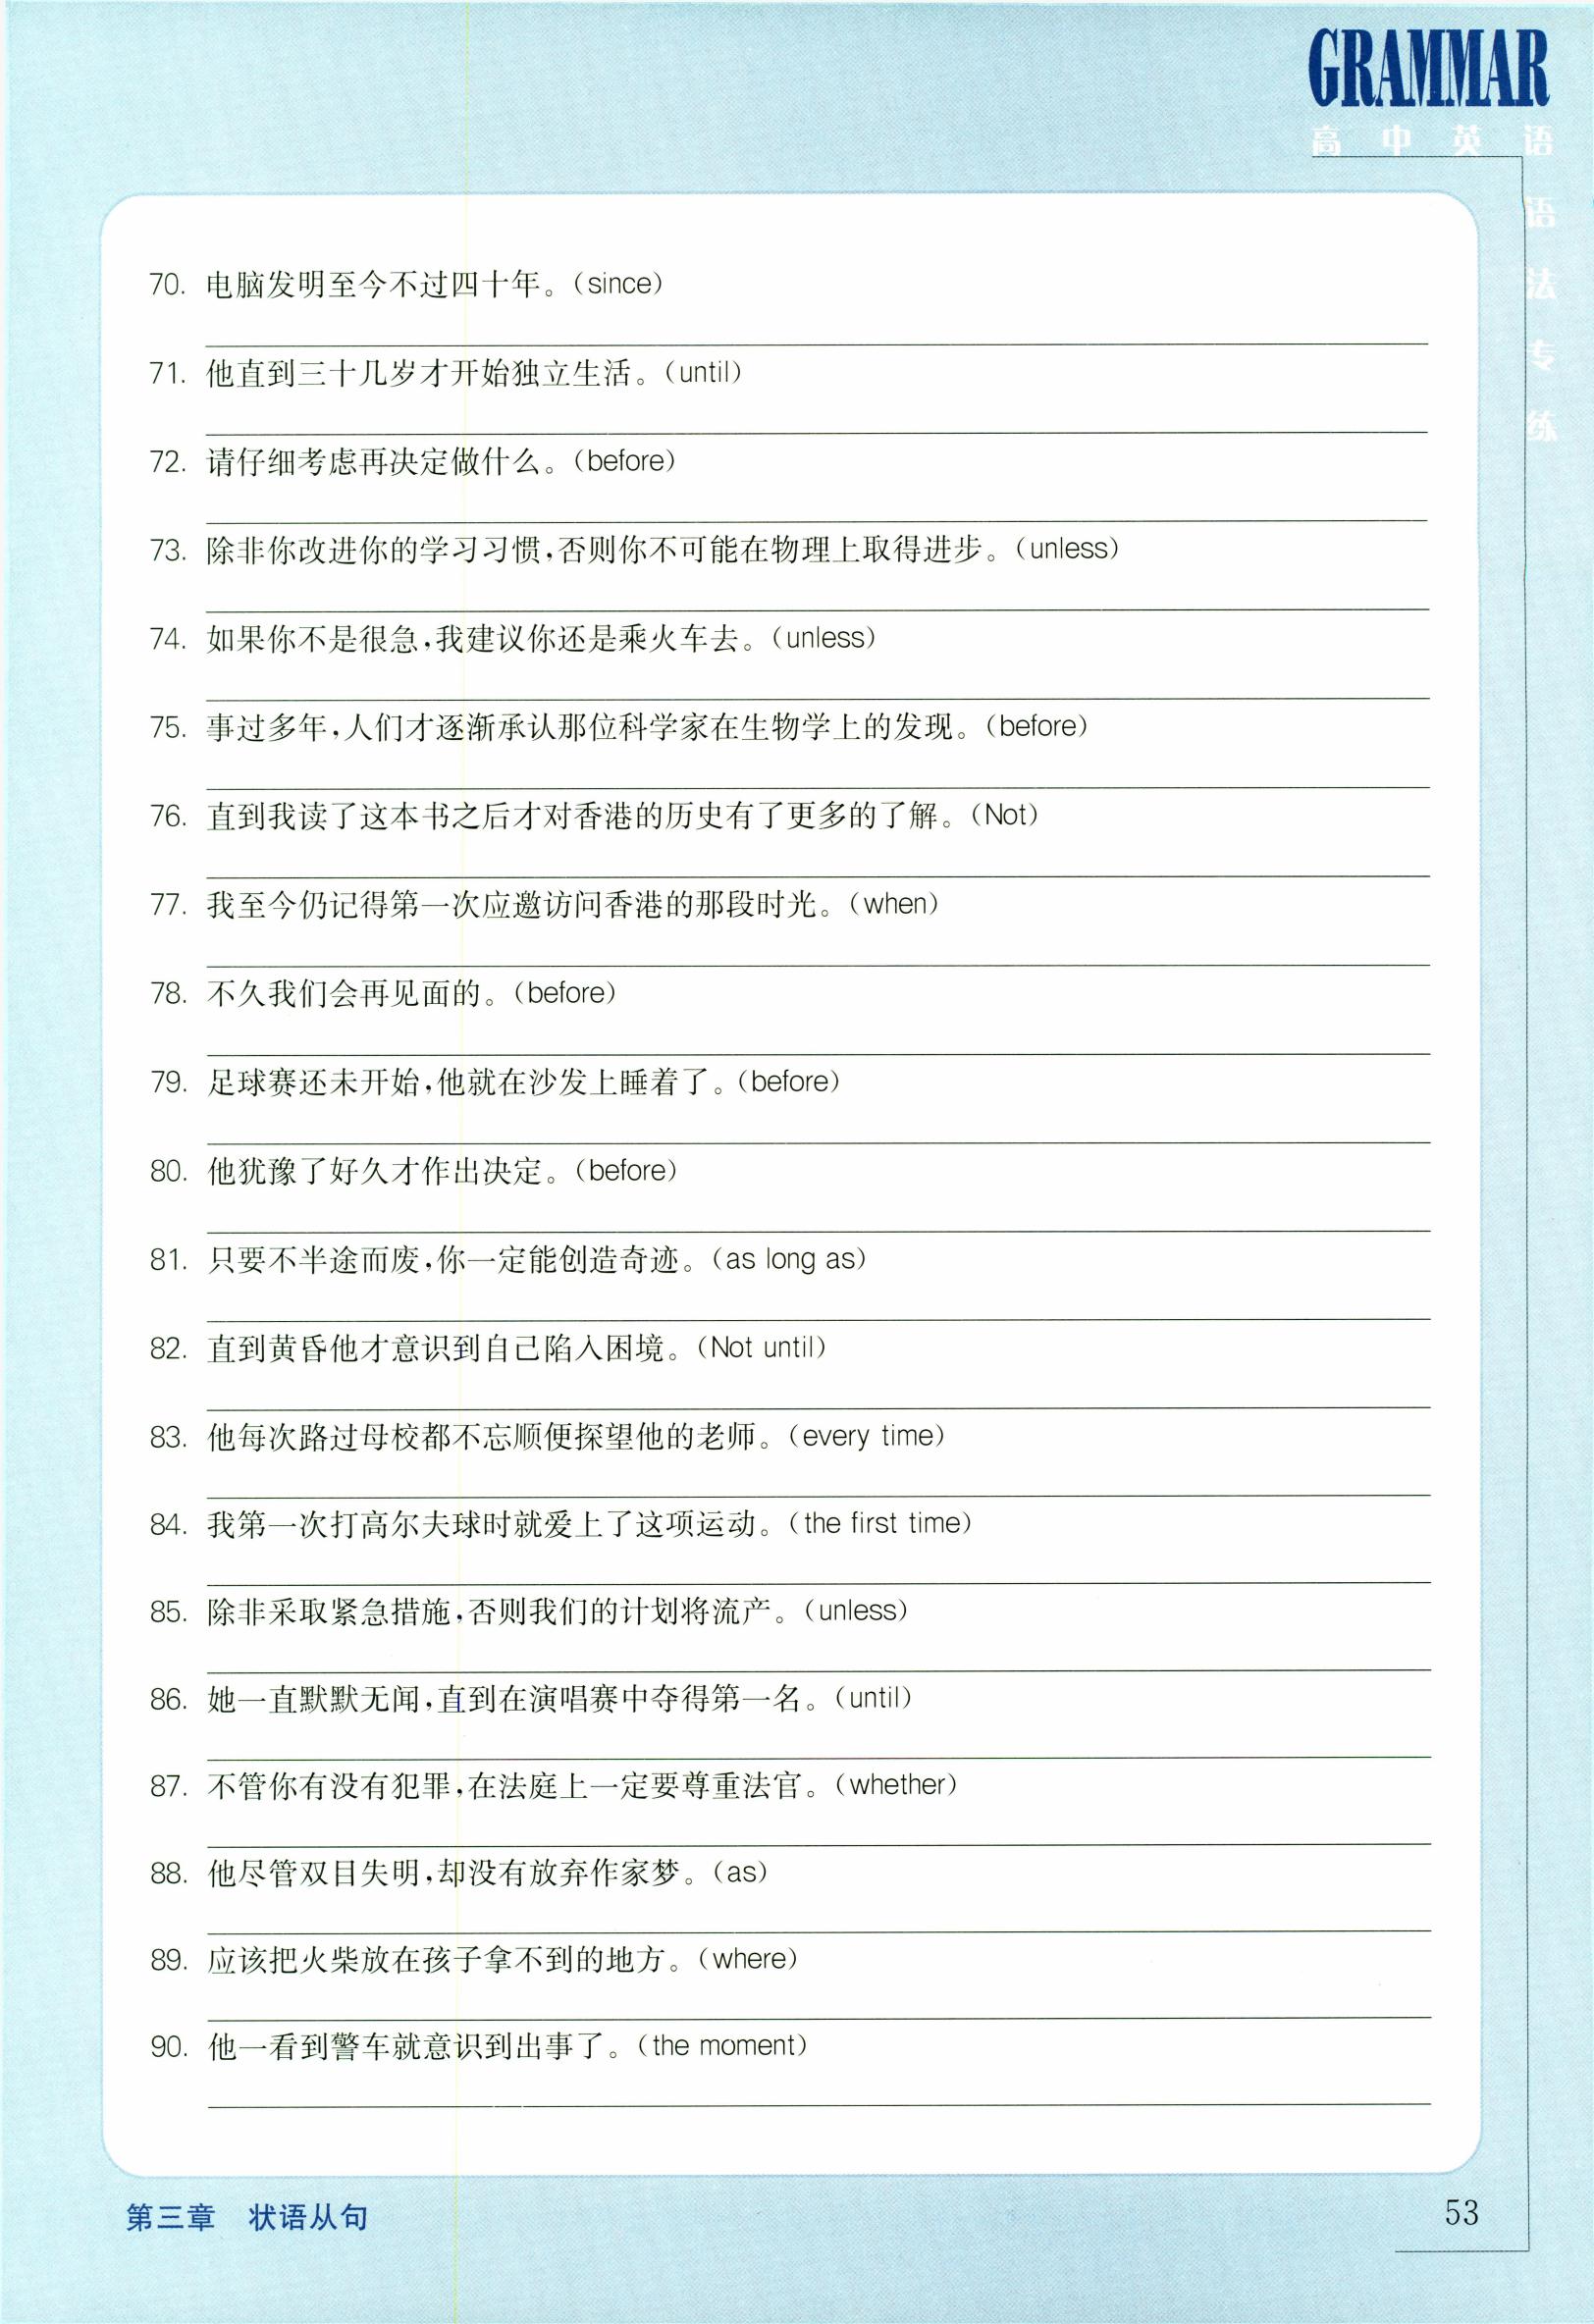 GRAMMAR
高中英语
语
法
专
练
70. 电脑发明至今不过四十年。(since)
71. 他直到三十几岁才开始独立生活。(until)
72. 请仔细考虑再决定做什么。(before)
73. 除非你改进你的学习习惯,否则你不可能在物理上取得进步。(unless)
74. 如果你不是很急,我建议你还是乘火车去。(unless)
75. 事过多年,人们才逐渐承认那位科学家在生物学上的发现。(before)
76. 直到我读了这本书之后才对香港的历史有了更多的了解。(Not)
77. 我至今仍记得第一次应邀访问香港的那段时光。(when)
78. 不久我们会再见面的。(before)
79. 足球赛还未开始,他就在沙发上睡着了。(before)
80. 他犹豫了好久才作出决定。(before)
81. 只要不半途而废,你一定能创造奇迹。(as long as)
82. 直到黄昏他才意识到自己陷入困境。(Not until)
83. 他每次路过母校都不忘顺便探望他的老师。(every time)
84. 我第一次打高尔夫球时就爱上了这项运动。(the first time)
85. 除非采取紧急措施,否则我们的计划将流产。(unless)
86. 她一直默默无闻,直到在演唱赛中夺得第一名。(until)
87. 不管你有没有犯罪,在法庭上一定要尊重法官。(whether)
88. 他尽管双目失明,却没有放弃作家梦。(as)
89. 应该把火柴放在孩子拿不到的地方。(where)
90. 他一看到警车就意识到出事了。(the moment)
第三章 状语从句
53